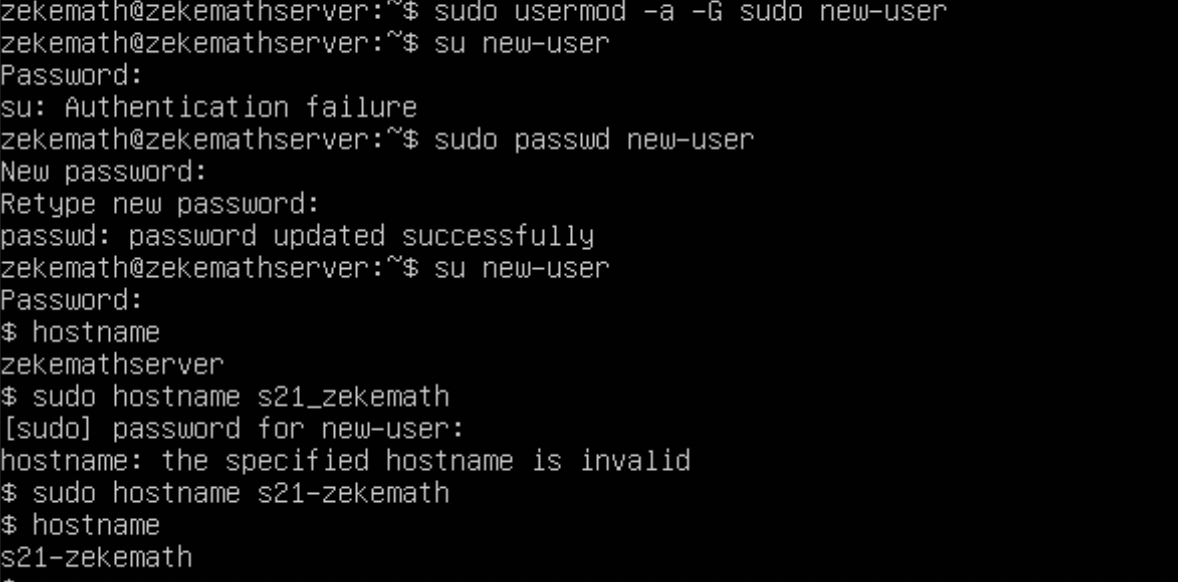 zekemath@zekemathserver:~$ sudo usermod -a -G sudo new-user
zekemath@zekemathserver:~$ su new-user
Password:
su: Authentication failure
zekemath@zekemathserver:~$ sudo passwd new-user
New password:
Retype new password:
passwd: password updated successfully
zekemath@zekemathserver:~$ su new-user
Password:
$ hostname
zekemathserver
$ sudo hostname s21_zekemath
[sudo] password for new-user:
hostname: the specified hostname is invalid
$ sudo hostname s21-zekemath
$ hostname
s21-zekemath